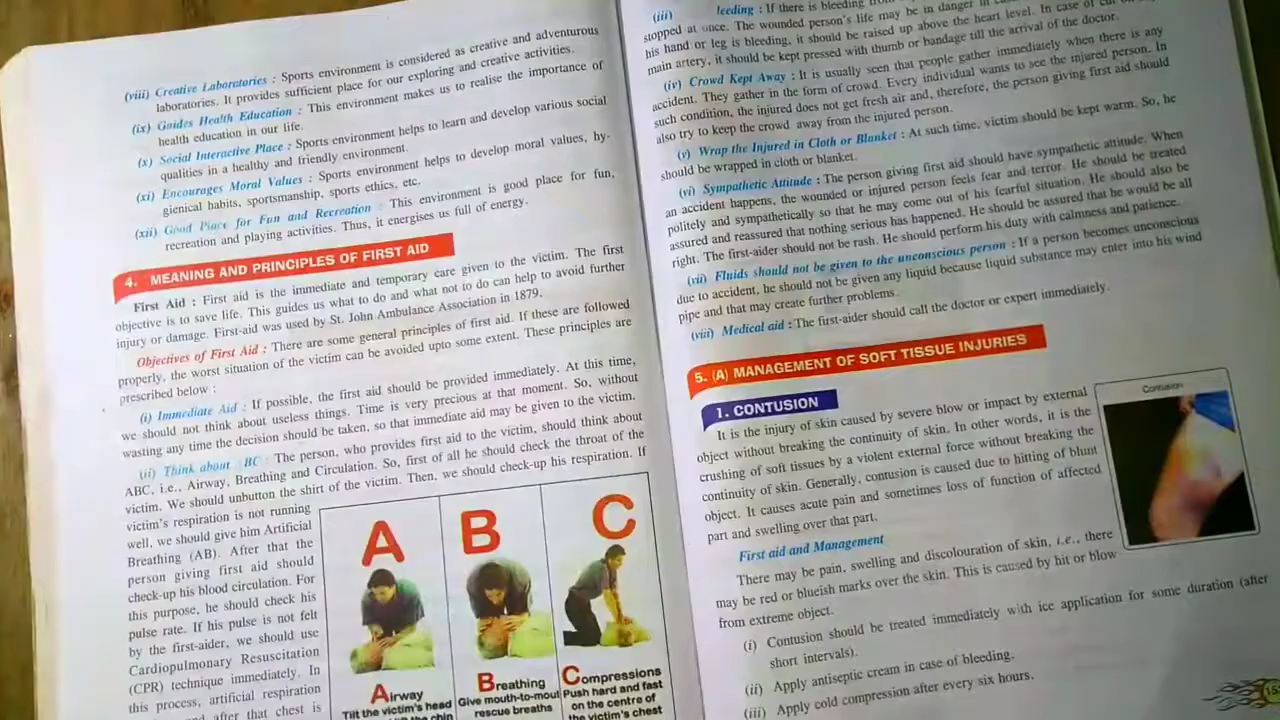 (viii) Creative Laboratories : Sports environment is considered as creative and adventurous
laboratories. It provides sufficient place for our exploring and creative activities.
(ix) Guides Health Education : This environment makes us to realise the importance of
health education in our life.
(x) Social Interactive Place : Sports environment helps to learn and develop various social
qualities in a healthy and friendly environment.
(xi) Encourages Moral Values : Sports environment helps to develop moral values, hy-
gienical habits, sportsmanship, sports ethics, etc.
(xii) Good Place for Fun and Recreation : This environment is good place for fun,
recreation and playing activities. Thus, it energises us full of energy.
4. MEANING AND PRINCIPLES OF FIRST AID
First Aid : First aid is the immediate and temporary care given to the victim. The first
objective is to save life. This guides us what to do and what not to do can help to avoid further
injury or damage. First-aid was used by St. John Ambulance Association in 1879.
Objectives of First Aid : There are some general principles of first aid. If these are followed
properly, the worst situation of the victim can be avoided upto some extent. These principles are
prescribed below :
(i) Immediate Aid : If possible, the first aid should be provided immediately. At this time,
we should not think about useless things. Time is very precious at that moment. So, without
wasting any time the decision should be taken, so that immediate aid may be given to the victim.
(ii) Think about BC : The person, who provides first aid to the victim, should think about
ABC, i.e., Airway, Breathing and Circulation. So, first of all he should check the throat of the
victim. We should unbutton the shirt of the victim. Then, we should check-up his respiration. If
victim's respiration is not running
well, we should give him Artificial
Breathing (AB). After that the
person giving first aid should
check-up his blood circulation. For
this purpose, he should check his
pulse rate. If his pulse is not felt
by the first-aider, we should use
Cardiopulmonary Resuscitation
(CPR) technique immediately. In
this process, artificial respiration
after that chest is
A B C
Airway
Tilt the victim's head
the chin
Breathing
Give mouth-to-mout
rescue breaths
Compressions
Push hard and fast
on the centre of
the victim's chest
(iii) leeding : If there is bleeding from
stopped at once. The wounded person's life may be in danger in
his hand or leg is bleeding, it should be raised up above the heart level. In case of cut
main artery, it should be kept pressed with thumb or bandage till the arrival of the doctor.
(iv) Crowd Kept Away : It is usually seen that people gather immediately when there is any
accident. They gather in the form of crowd. Every individual wants to see the injured person. In
such condition, the injured does not get fresh air and, therefore, the person giving first aid should
also try to keep the crowd away from the injured person.
(v) Wrap the Injured in Cloth or Blanket : At such time, victim should be kept warm. So, he
should be wrapped in cloth or blanket.
(vi) Sympathetic Attitude : The person giving first aid should have sympathetic attitude. When
an accident happens, the wounded or injured person feels fear and terror. He should be treated
politely and sympathetically so that he may come out of his fearful situation. He should also be
assured and reassured that nothing serious has happened. He should be assured that he would be all
right. The first-aider should not be rash. He should perform his duty with calmness and patience.
(vii) Fluids should not be given to the unconscious person : If a person becomes unconscious
due to accident, he should not be given any liquid because liquid substance may enter into his wind
pipe and that may create further problems.
(viii) Medical aid : The first-aider should call the doctor or expert immediately.
5. (A) MANAGEMENT OF SOFT TISSUE INJURIES
1. CONTUSION
It is the injury of skin caused by severe blow or impact by external
object without breaking the continuity of skin. In other words, it is the
crushing of soft tissues by a violent external force without breaking the
continuity of skin. Generally, contusion is caused due to hitting of blunt
object. It causes acute pain and sometimes loss of function of affected
part and swelling over that part.
Contusion
First aid and Management
There may be pain, swelling and discolouration of skin, i.e., there
may be red or blueish marks over the skin. This is caused by hit or blow
from extreme object.
(i) Contusion should be treated immediately with ice application for some duration (after
short intervals).
(ii) Apply antiseptic cream in case of bleeding.
(iii) Apply cold compression after every six hours.